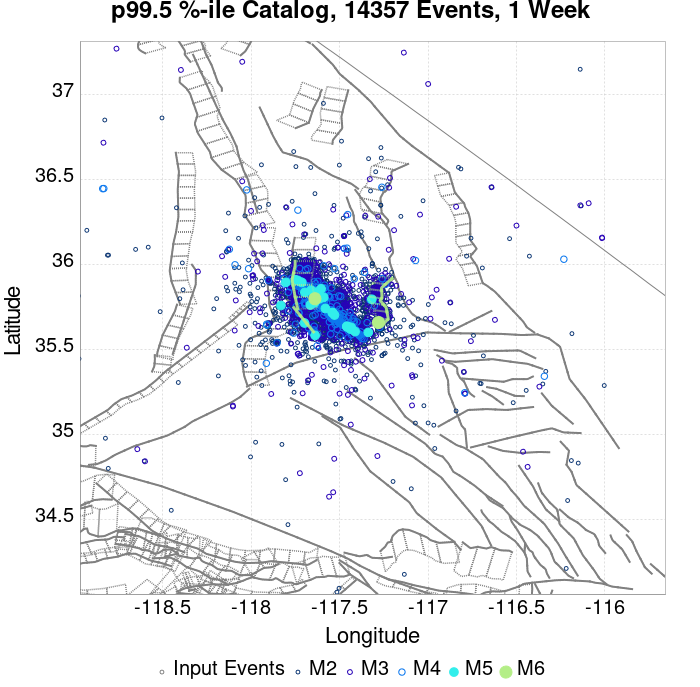 p99.5 %-ile Catalog, 14357 Events, 1 Week
37
36.5
36
35.5
35
34.5
Latitude
-118.5 -118 -117.5 -117 -116.5 -116
Longitude
Input Events M2 M3 M4 M5 M6